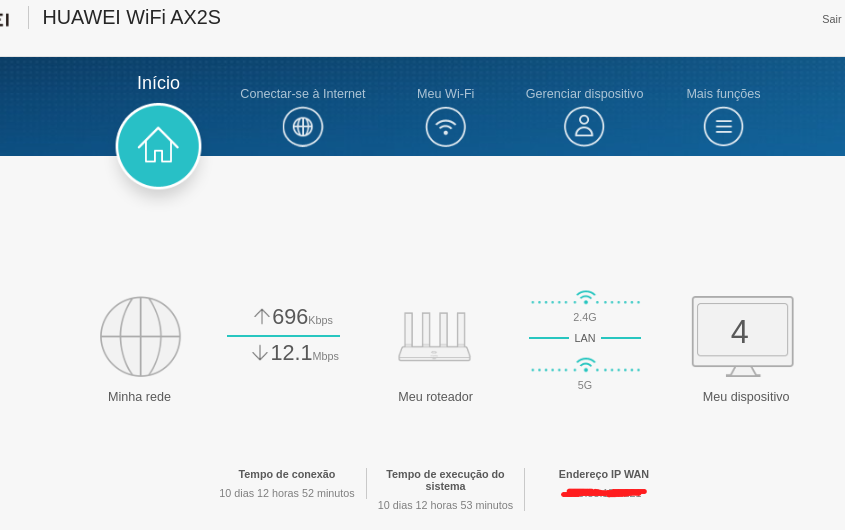 HUAWEI WiFi AX2S
Sair
Início
Conectar-se à Internet
Meu Wi-Fi
Gerenciar dispositivo
Mais funções
696Kbps
12.1Mbps
2.4G
LAN
5G
4
Minha rede
Meu roteador
Meu dispositivo
Tempo de conexão
10 dias 12 horas 52 minutos
Tempo de execução do
sistema
10 dias 12 horas 53 minutos
Endereço IP WAN